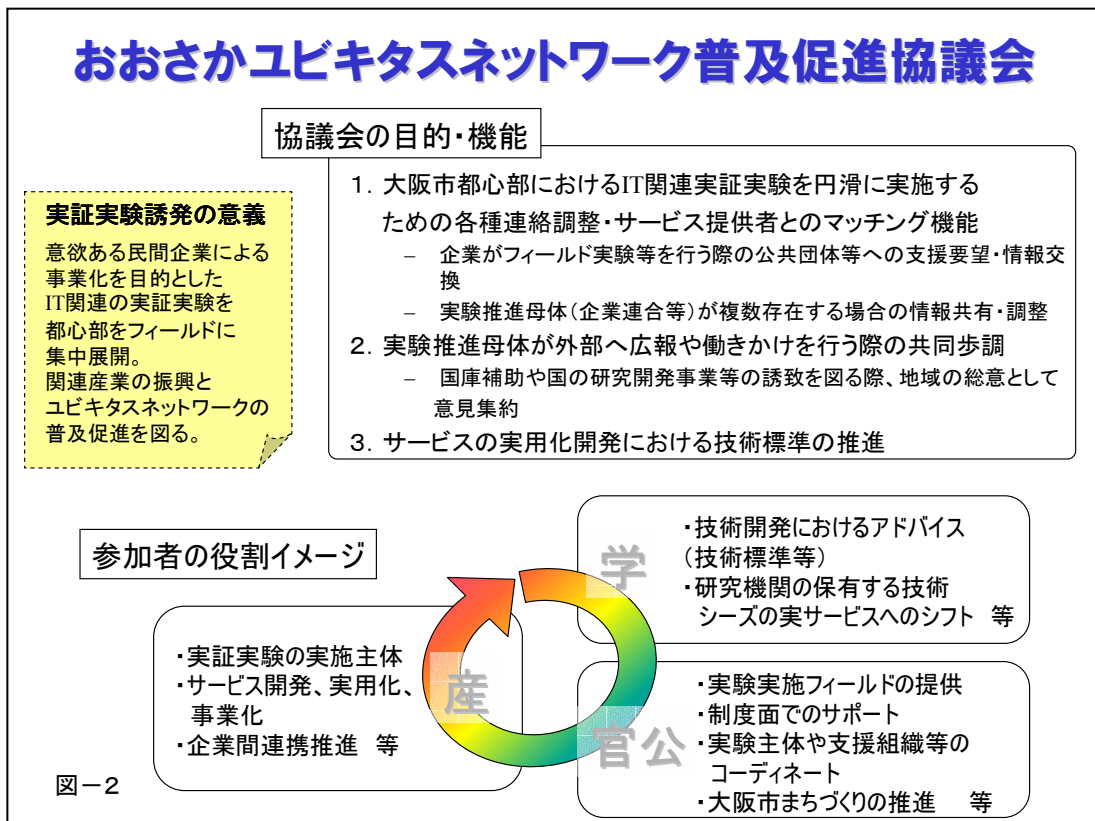 おおさかユビキタスネットワーク普及促進協議会
協議会の目的・機能
1. 大阪市都心部におけるIT関連実証実験を円滑に実施する
ための各種連絡調整・サービス提供者とのマッチング機能
– 企業がフィールド実験等を行う際の公共団体等への支援要望・情報交
換
– 実験推進母体(企業連合等)が複数存在する場合の情報共有・調整
2. 実験推進母体が外部へ広報や働きかけを行う際の共同歩調
– 国庫補助や国の研究開発事業等の誘致を図る際、地域の総意として
意見集約
3. サービスの実用化開発における技術標準の推進
実証実験誘発の意義
意欲ある民間企業による
事業化を目的とした
IT関連の実証実験を
都心部をフィールドに
集中展開。
関連産業の振興と
ユビキタスネットワークの
普及促進を図る。
参加者の役割イメージ
学
・技術開発におけるアドバイス
(技術標準等)
・研究機関の保有する技術
シーズの実サービスへのシフト 等
産
・実証実験の実施主体
・サービス開発、実用化、
事業化
・企業間連携推進 等
官公
・実験実施フィールドの提供
・制度面でのサポート
・実験主体や支援組織等の
コーディネート
・大阪市まちづくりの推進 等
図-2